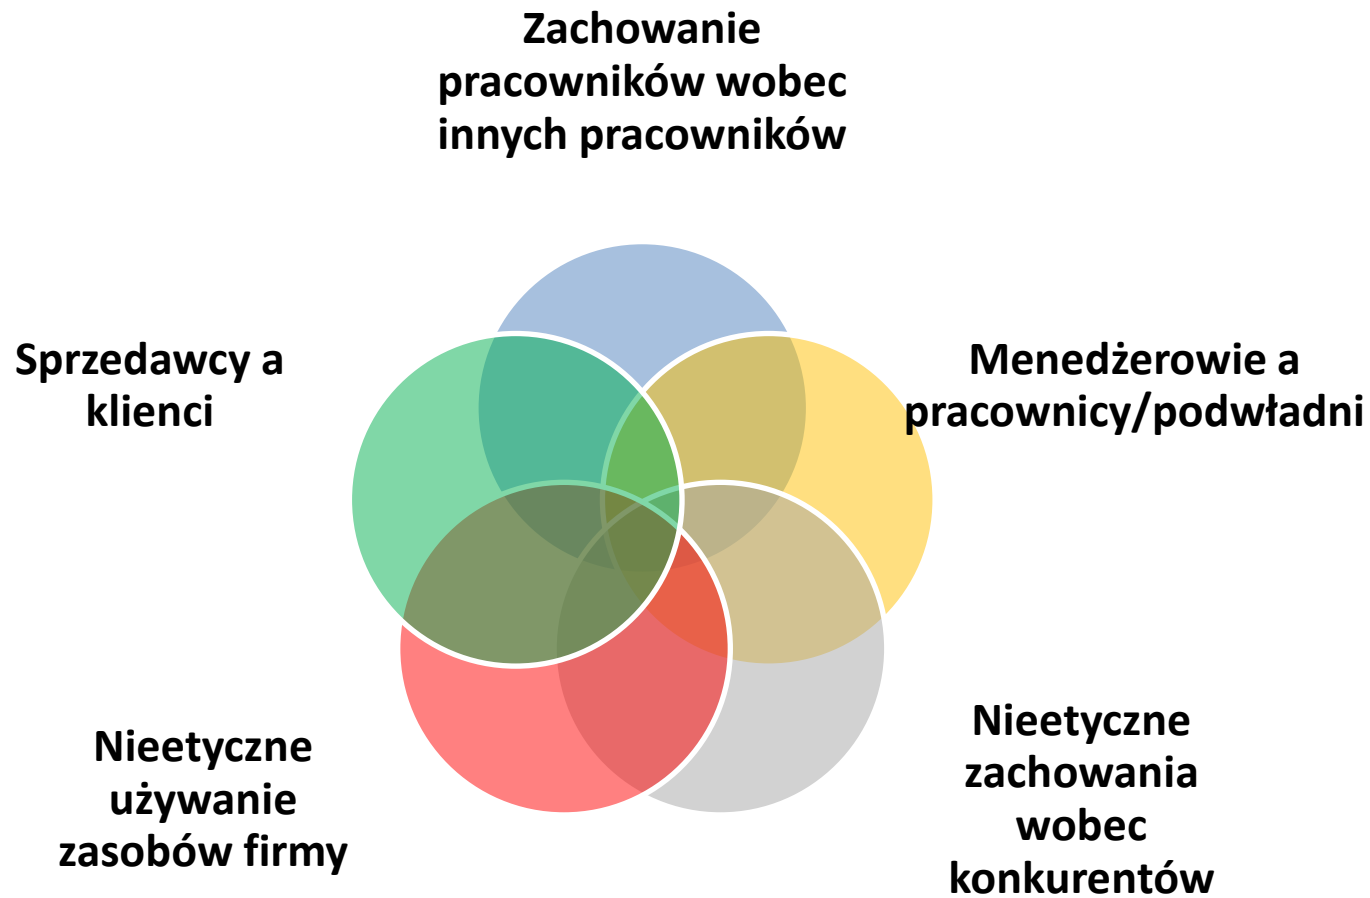 Zachowanie
pracowników wobec
innych pracowników
Sprzedawcy a
klienci
Menedżerowie a
pracownicy/podwładni
Nieetyczne
używanie
zasobów firmy
Nieetyczne
zachowania
wobec
konkurentów